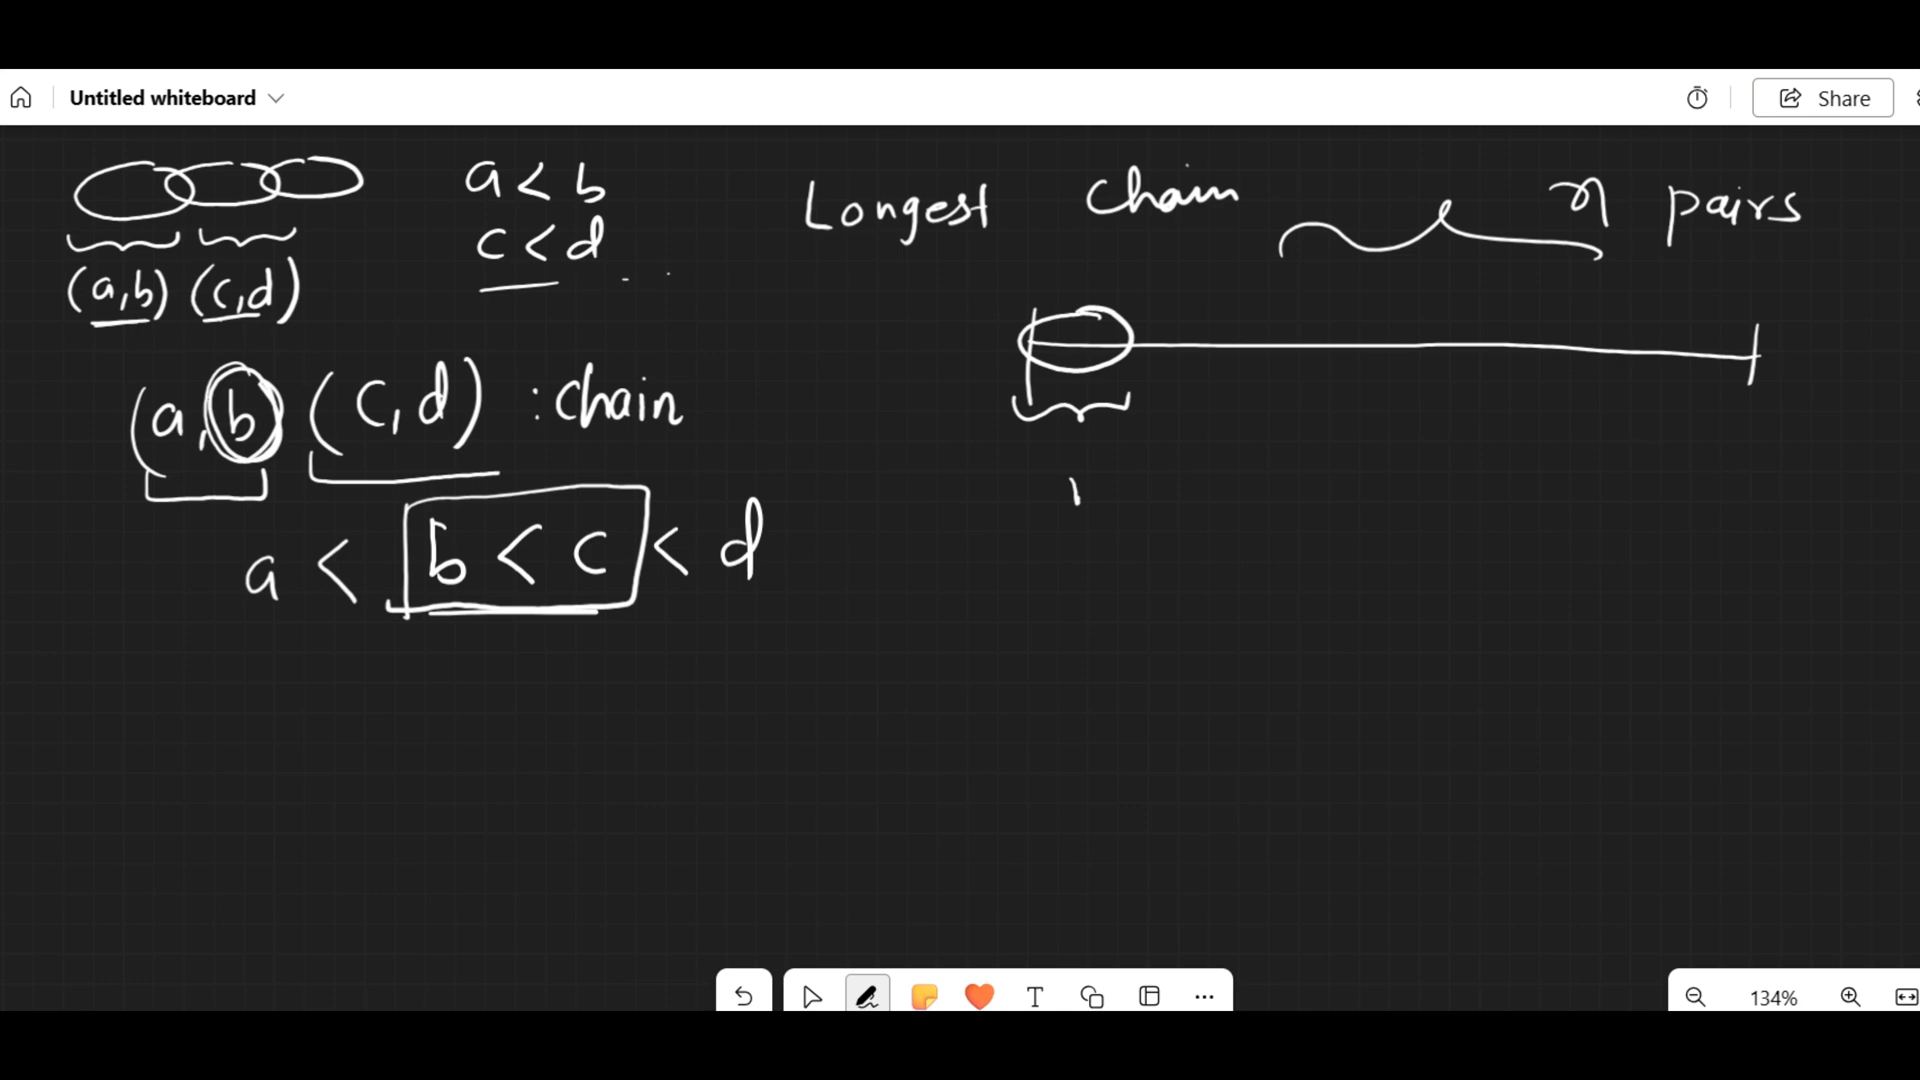 Untitled whiteboard
Share
a < b
c < d
(a,b) (c,d)
Longest chain n pairs
(a,b) (c,d) : chain
a < b < c < d
134%